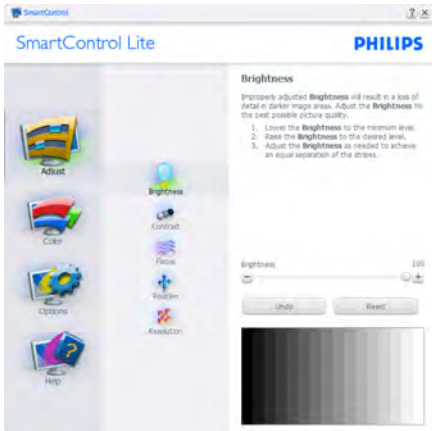 SmartControl
? ×
SmartControl Lite
PHILIPS
Brightness
Improperly adjusted Brightness will result in a loss of
detail in darker image areas. Adjust the Brightness for
the best possible picture quality.
1. Lower the Brightness to the minimum level.
2. Raise the Brightness to the desired level.
3. Adjust the Brightness as needed to achieve
an equal separation of the stripes.
Adjust
Color
Options
Help
Brightness
Contrast
Focus
Position
Resolution
Brightness 100
Undo Reset